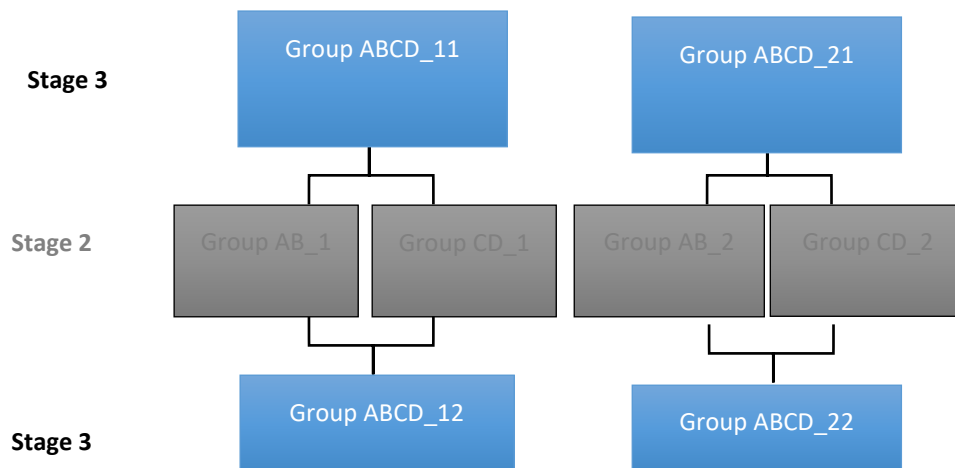 Group ABCD_11
Group ABCD_21
Stage 3
Stage 2
Group AB_1
Group CD_1
Group AB_2
Group CD_2
Group ABCD_12
Group ABCD_22
Stage 3